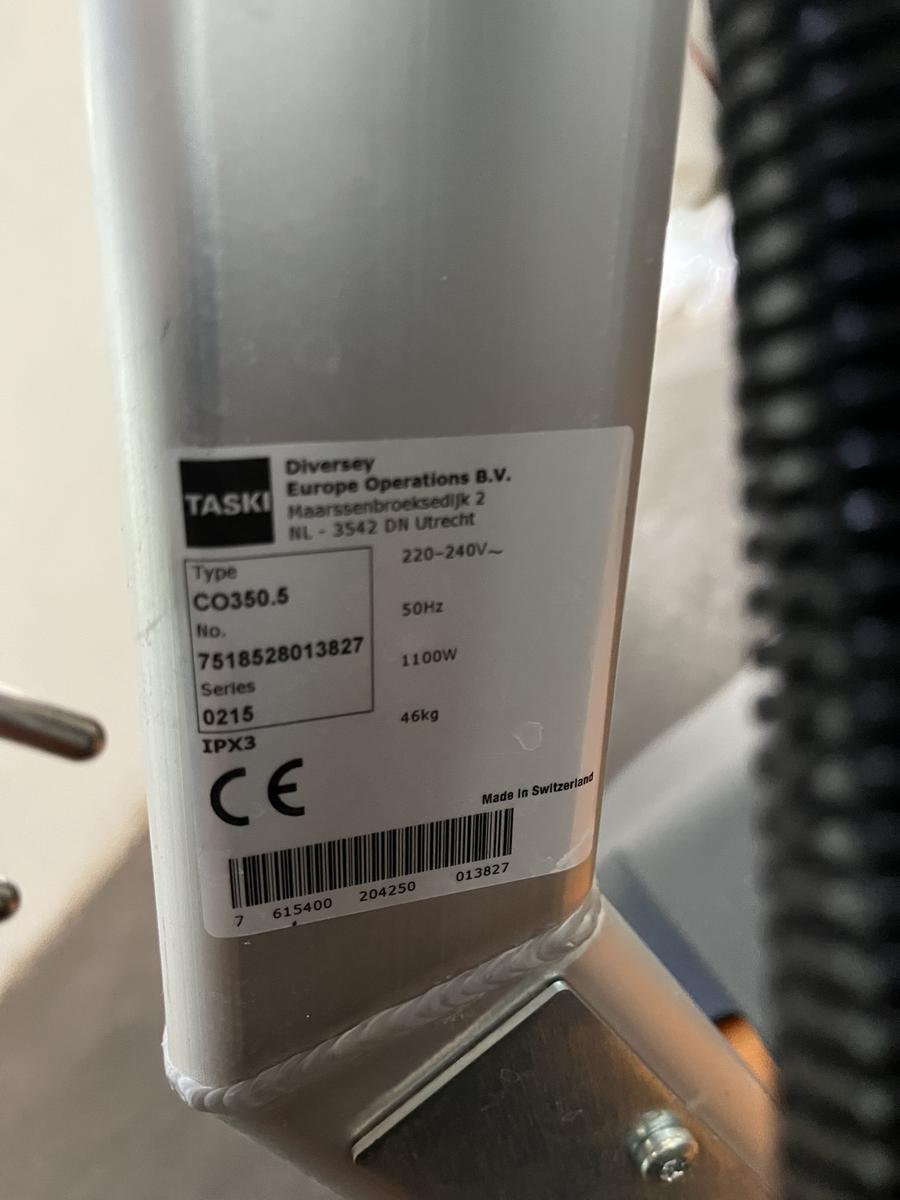 TASKI
Diversey
Europe Operations B.V.
Maarssenbroeksedijk 2
NL - 3542 DN Utrecht
Type
CO350.5
No.
7518528013827
Series
0215
220-240V~
50Hz
1100W
46kg
IPX3
CE
Made in Switzerland
7 615400 204250 013827